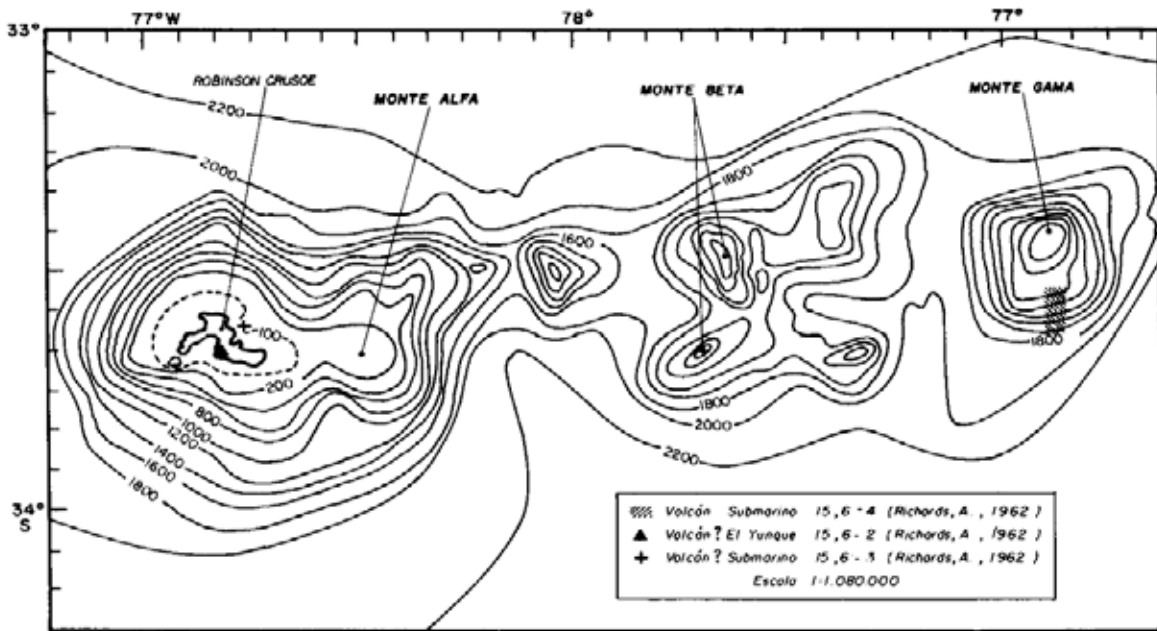 77°W 78° 77°
33°
ROBINSON CRUSOE
MONTE ALFA
MONTE BETA
MONTE GAMA
2200
2000
1800
1600
100
200
800
1000
1200
1400
1600
1800
1800
2000
2200
1800
34°
S
Volcán Submarino 15,6-4 (Richards, A., 1962)
Volcán? El Yunque 15,6-2 (Richards, A., 1962)
Volcán? Submarino 15,6-3 (Richards, A., 1962)
Escala 1-1.080.000